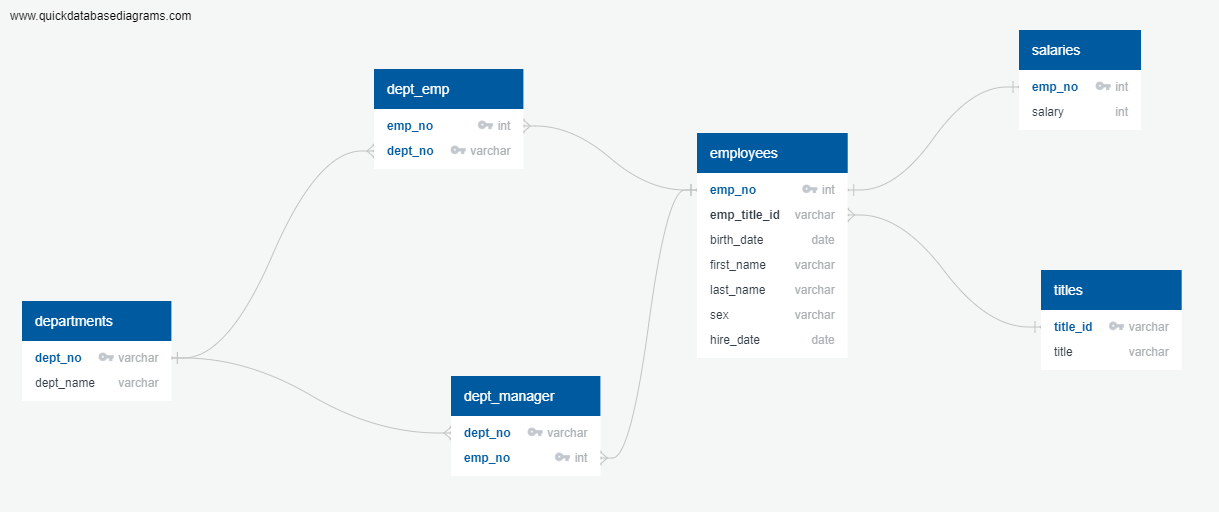 www.quickdatabasediagrams.com
salaries
emp_no int
salary int
dept_emp
emp_no int
dept_no varchar
employees
emp_no int
emp_title_id varchar
birth_date date
first_name varchar
last_name varchar
sex varchar
hire_date date
titles
title_id varchar
title varchar
departments
dept_no varchar
dept_name varchar
dept_manager
dept_no varchar
emp_no int